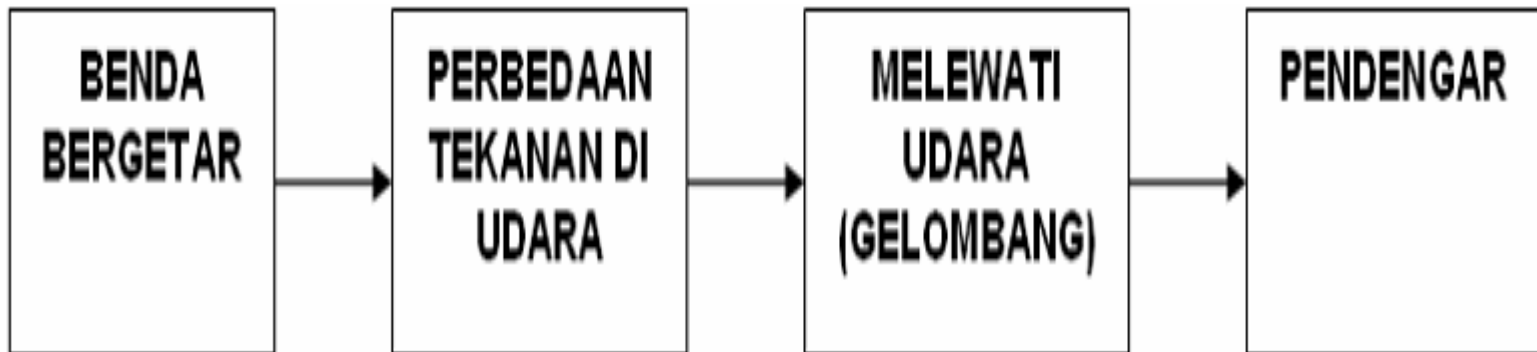 BENDA
BERGETAR
PERBEDAAN
TEKANAN DI
UDARA
MELEWATI
UDARA
(GELOMBANG)
PENDENGAR